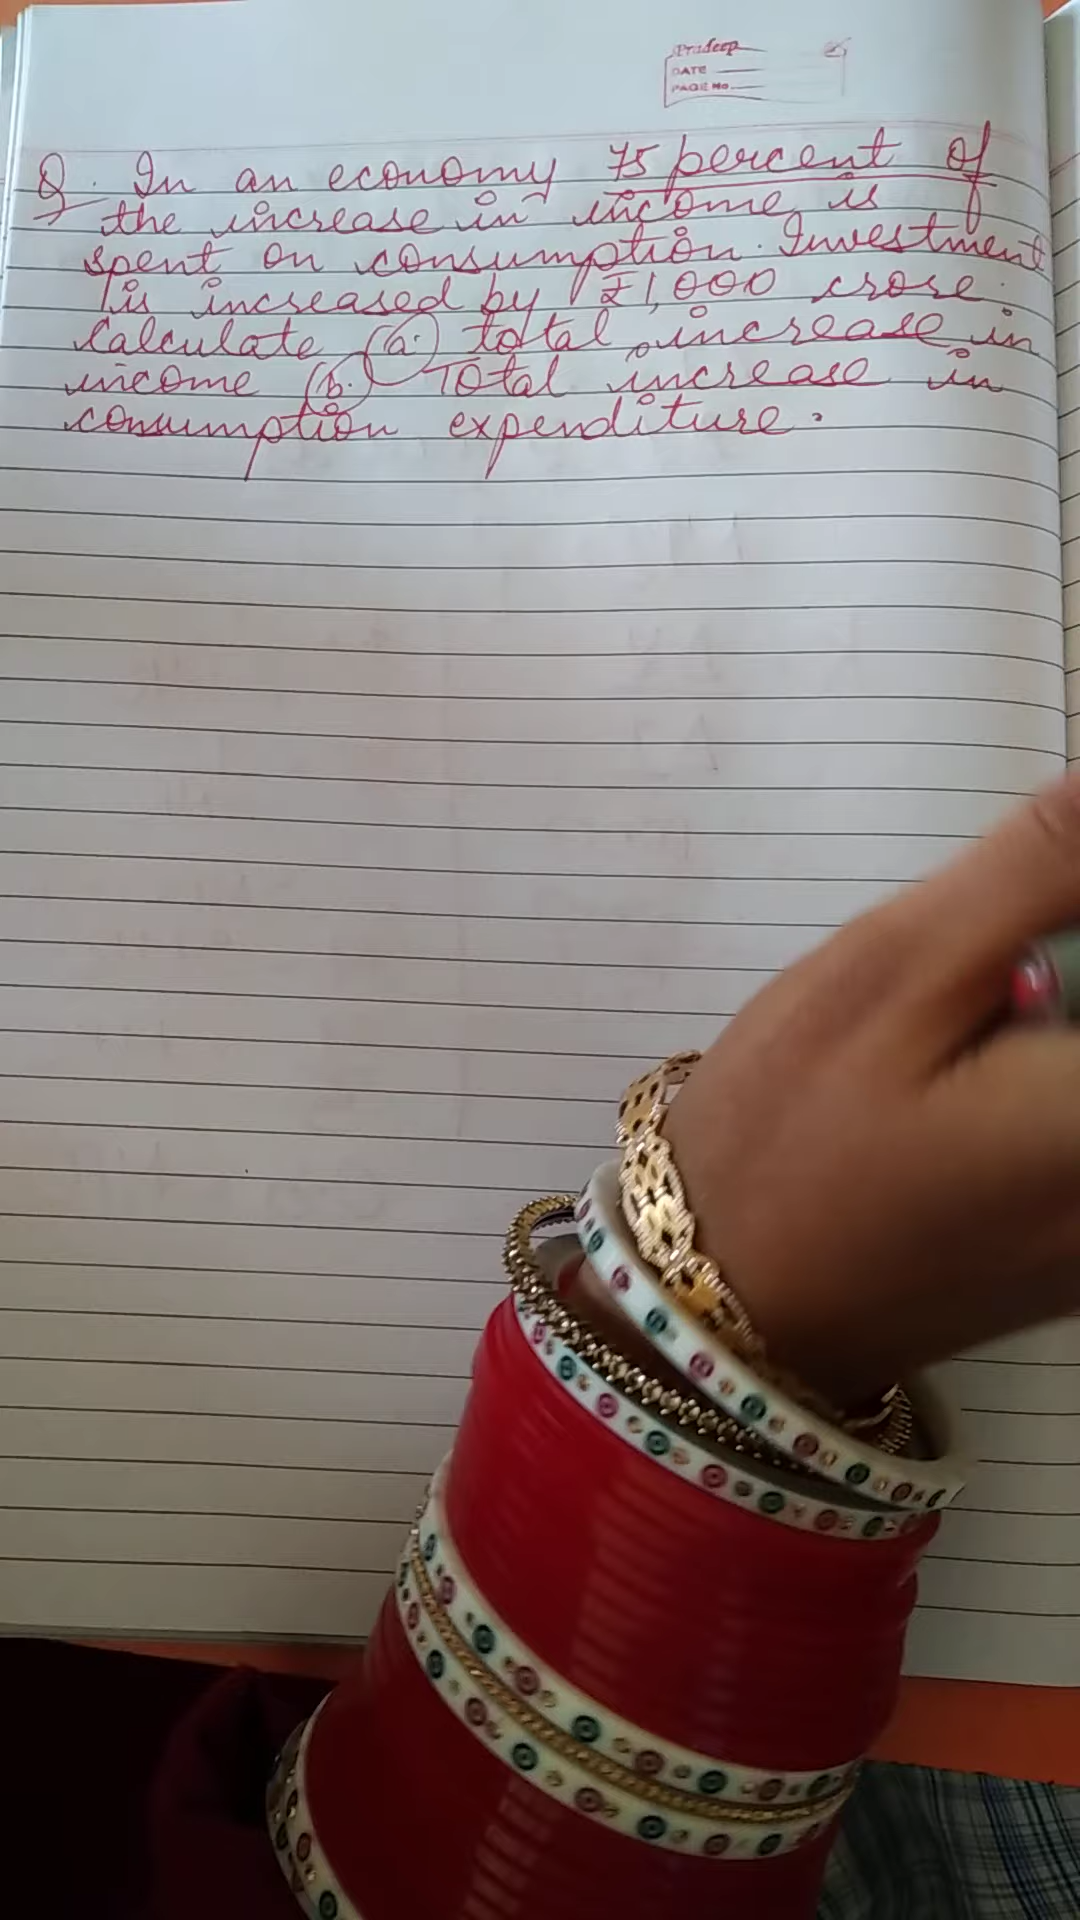 Pradeep
DATE
PAGE No.
Q. In an economy 75 percent of
the increase in income is
spent on consumption. Investment
is increased by ₹1,000 crore.
Calculate (a.) total increase in
income (b.) Total increase in
consumption expenditure.